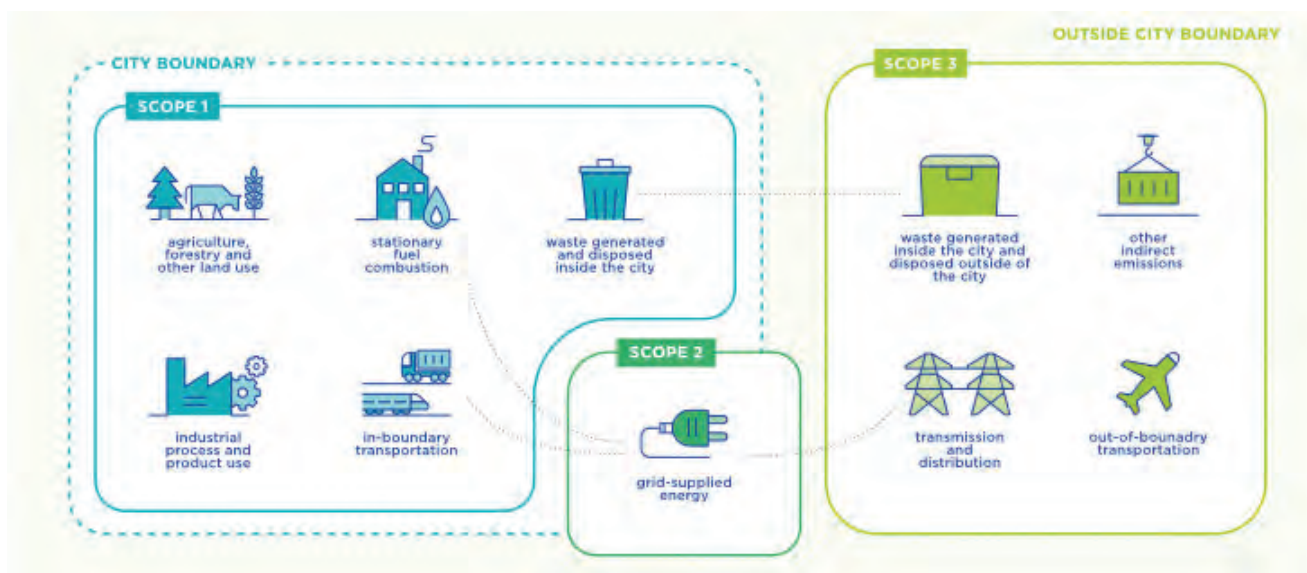 OUTSIDE CITY BOUNDARY
CITY BOUNDARY
SCOPE 3
SCOPE 1
agriculture,
forestry and
other land use
stationary
fuel
combustion
waste generated
and disposed
inside the city
waste generated
inside the city and
disposed outside of
the city
other
indirect
emissions
SCOPE 2
industrial
process and
product use
in-boundary
transportation
grid-supplied
energy
transmission
and
distribution
out-of-bounadry
transportation